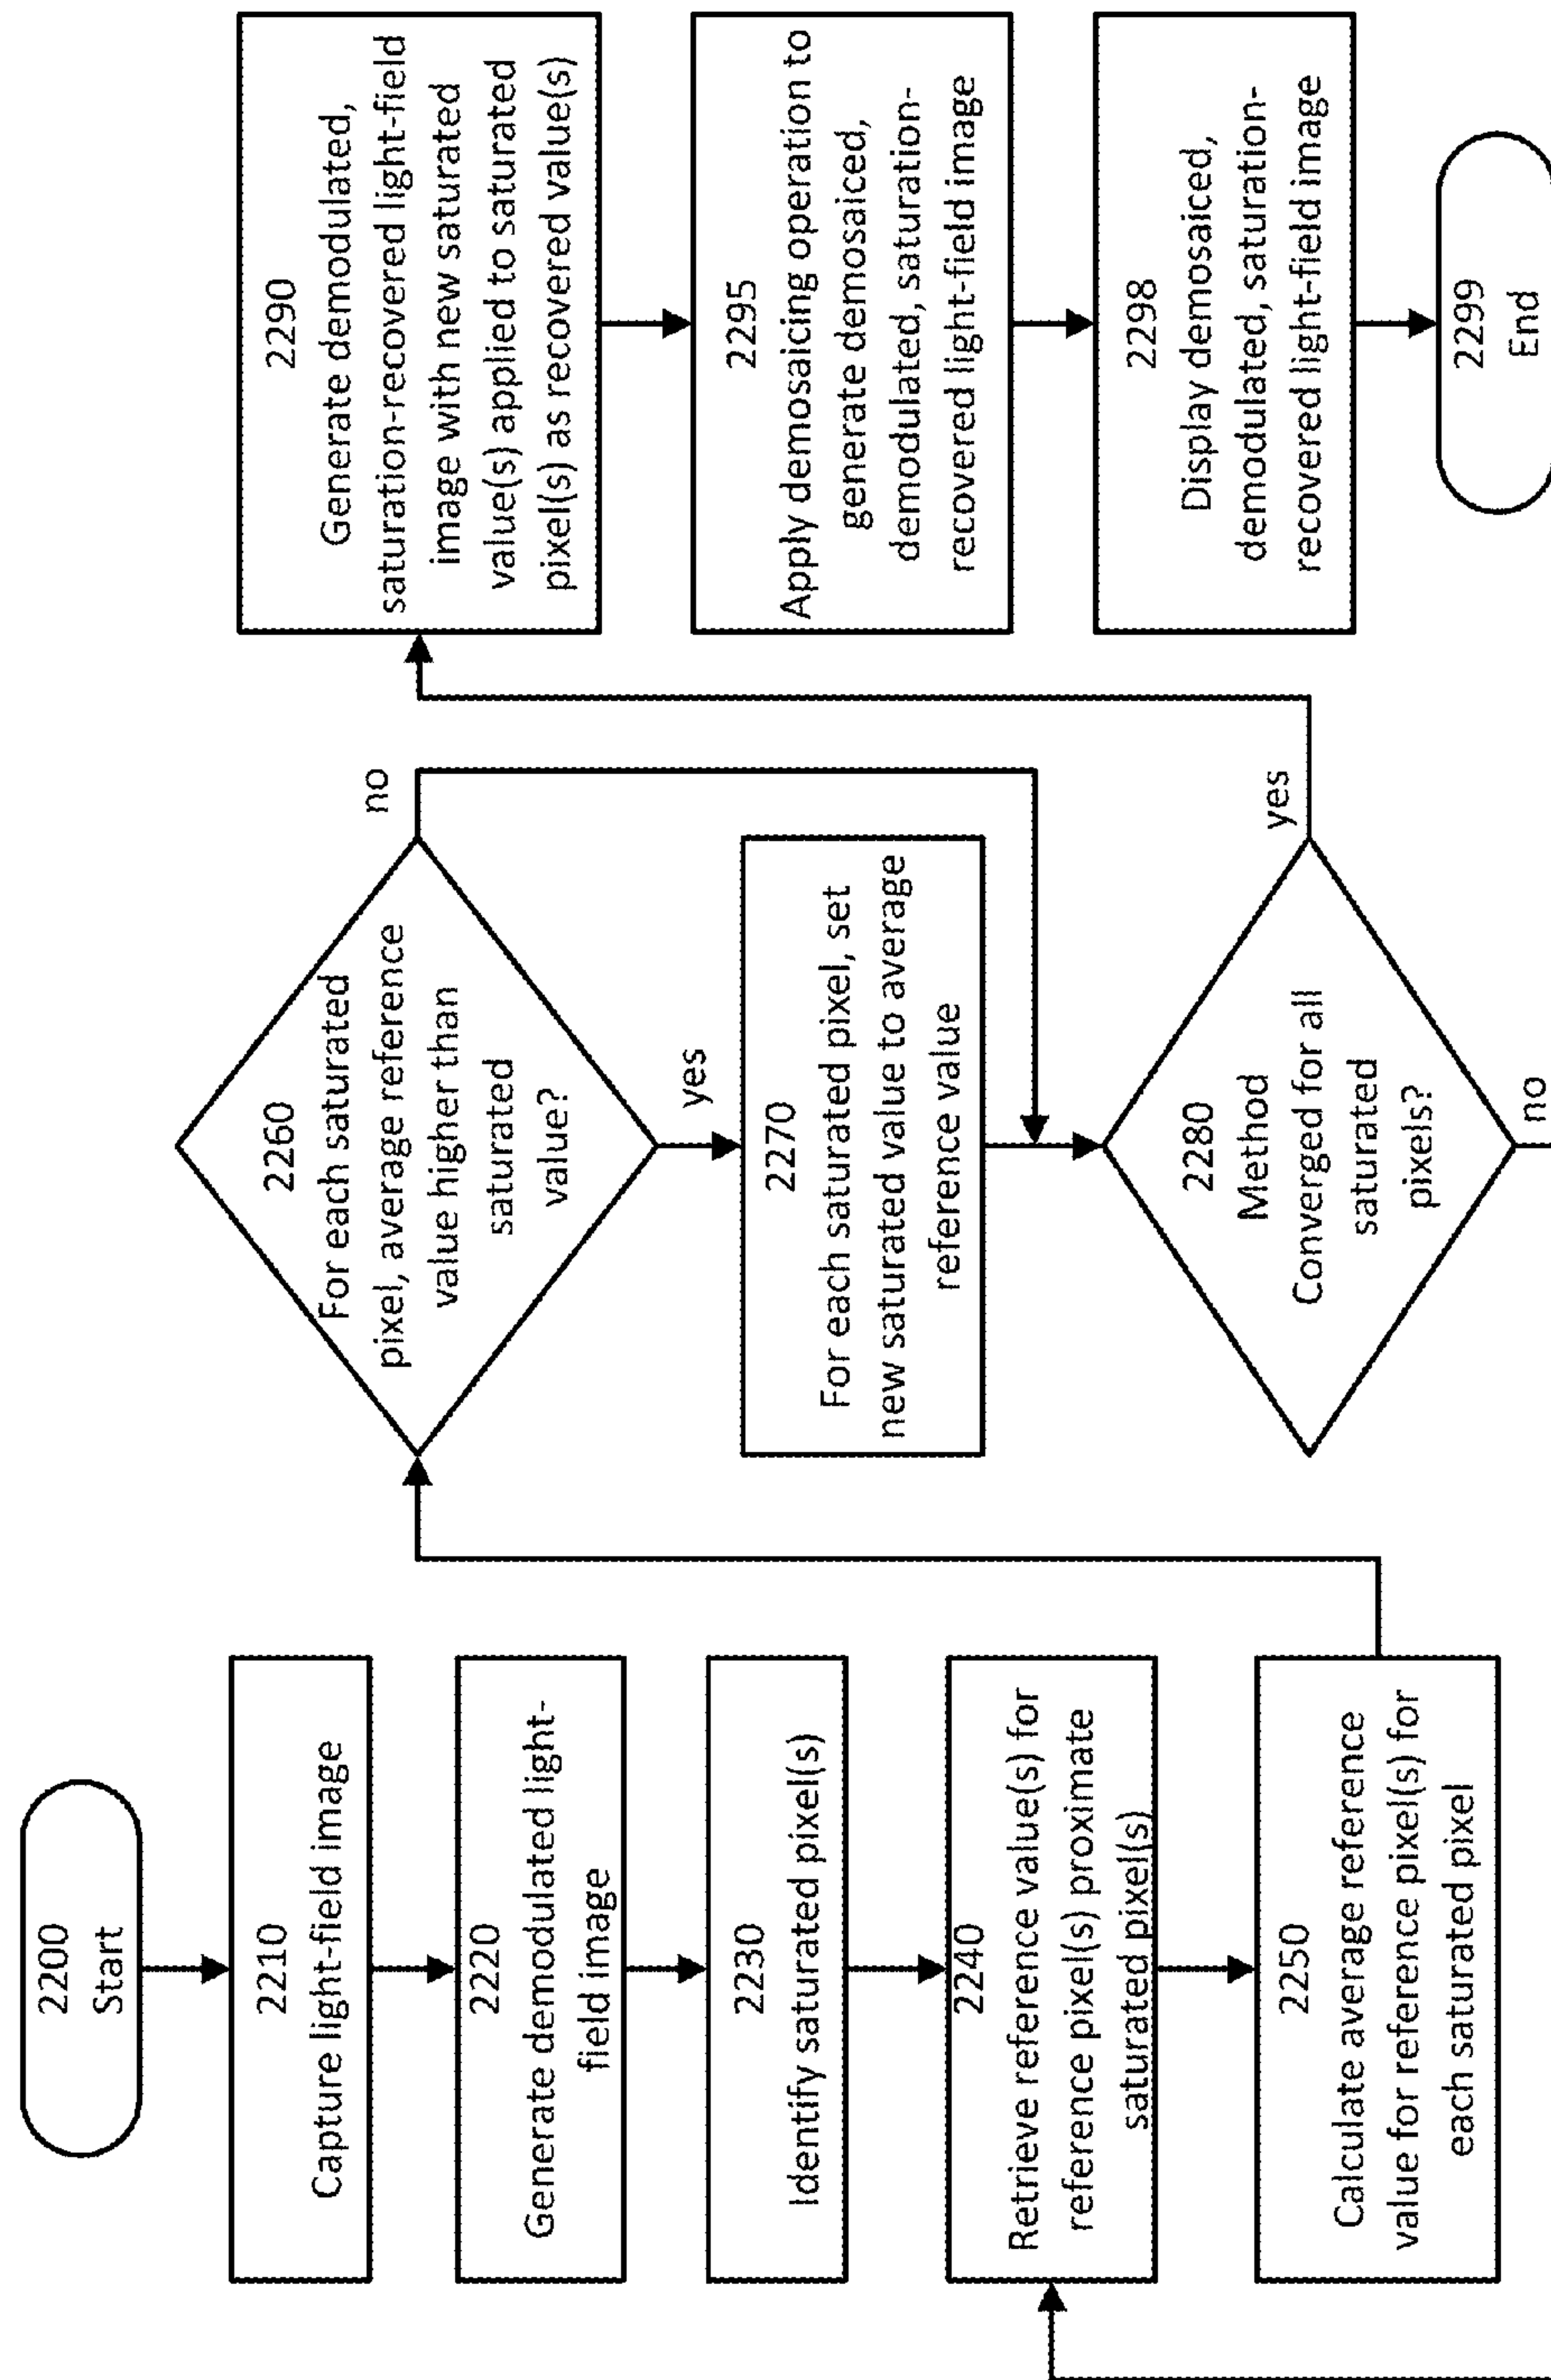 2200
Start
2210
Capture light-field image
2220
Generate demodulated light-
field image
2230
Identify saturated pixel(s)
2240
Retrieve reference value(s) for
reference pixel(s) proximate
saturated pixel(s)
2250
Calculate average reference
value for reference pixel(s) for
each saturated pixel
2260
For each saturated
pixel, average reference
value higher than
saturated
value?
no
yes
2270
For each saturated pixel, set
new saturated value to average
reference value
2280
Method
Converged for all
saturated
pixels?
yes
no
2290
Generate demodulated,
saturation-recovered light-field
image with new saturated
value(s) applied to saturated
pixel(s) as recovered value(s)
2295
Apply demosaicing operation to
generate demosaiced,
demodulated, saturation-
recovered light-field image
2298
Display demosaiced,
demodulated, saturation-
recovered light-field image
2299
End